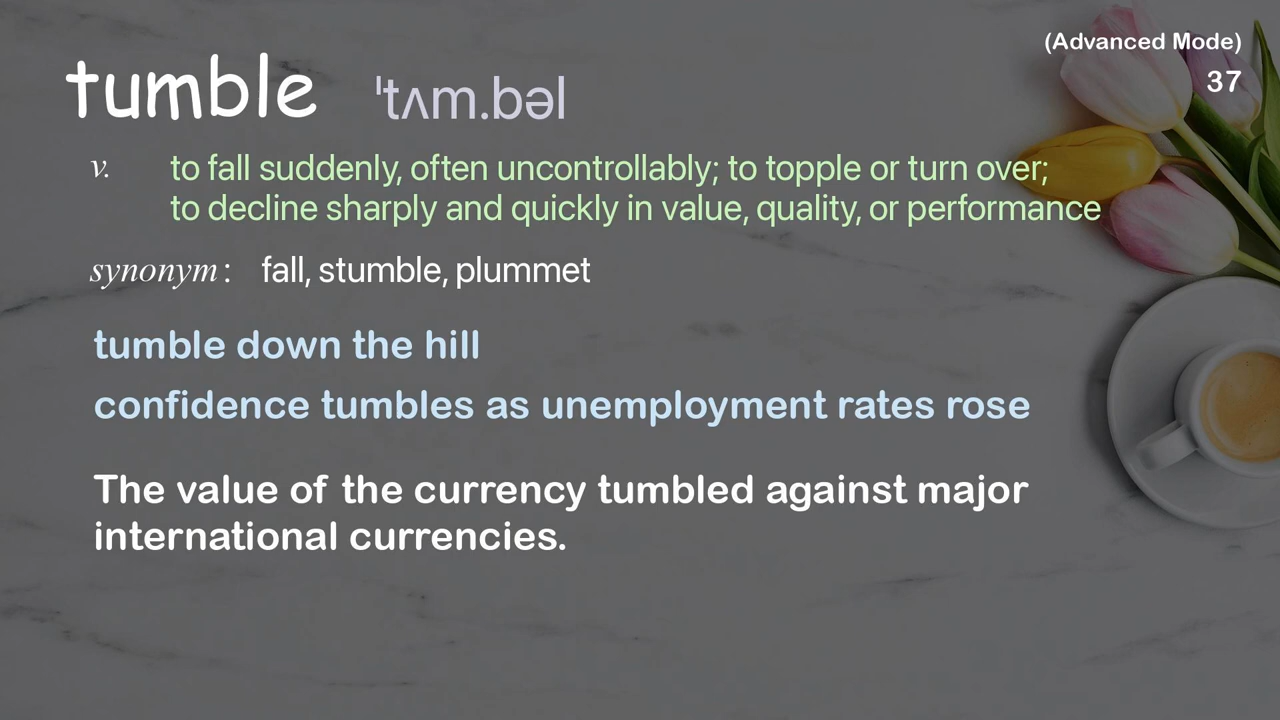 (Advanced Mode)
37
tumble ˈtʌm.bəl
v. to fall suddenly, often uncontrollably; to topple or turn over;
to decline sharply and quickly in value, quality, or performance
synonym : fall, stumble, plummet
tumble down the hill
confidence tumbles as unemployment rates rose
The value of the currency tumbled against major
international currencies.